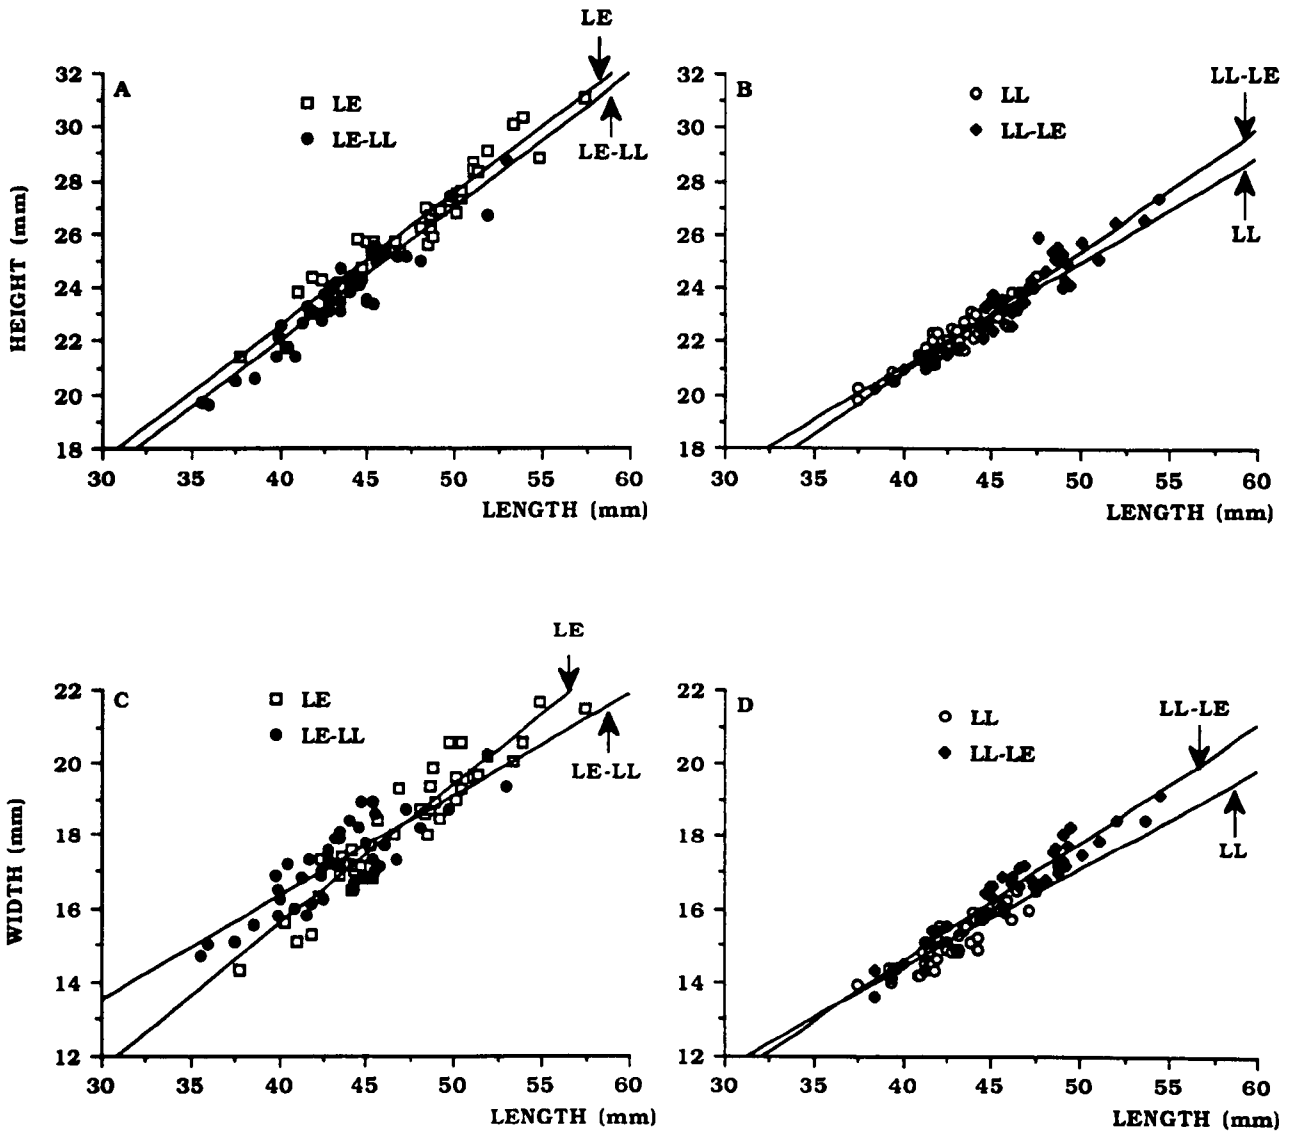 LE
A
LE
LE-LL
LE-LL
32
30
28
26
24
22
20
18
HEIGHT (mm)
30 35 40 45 50 55 60
LENGTH (mm)
B
LL
LL-LE
LL-LE
LL
32
30
28
26
24
22
20
18
30 35 40 45 50 55 60
LENGTH (mm)
LE
C
LE
LE-LL
LE-LL
22
20
18
16
14
12
WIDTH (mm)
30 35 40 45 50 55 60
LENGTH (mm)
D
LL
LL-LE
LL-LE
LL
22
20
18
16
14
12
30 35 40 45 50 55 60
LENGTH (mm)